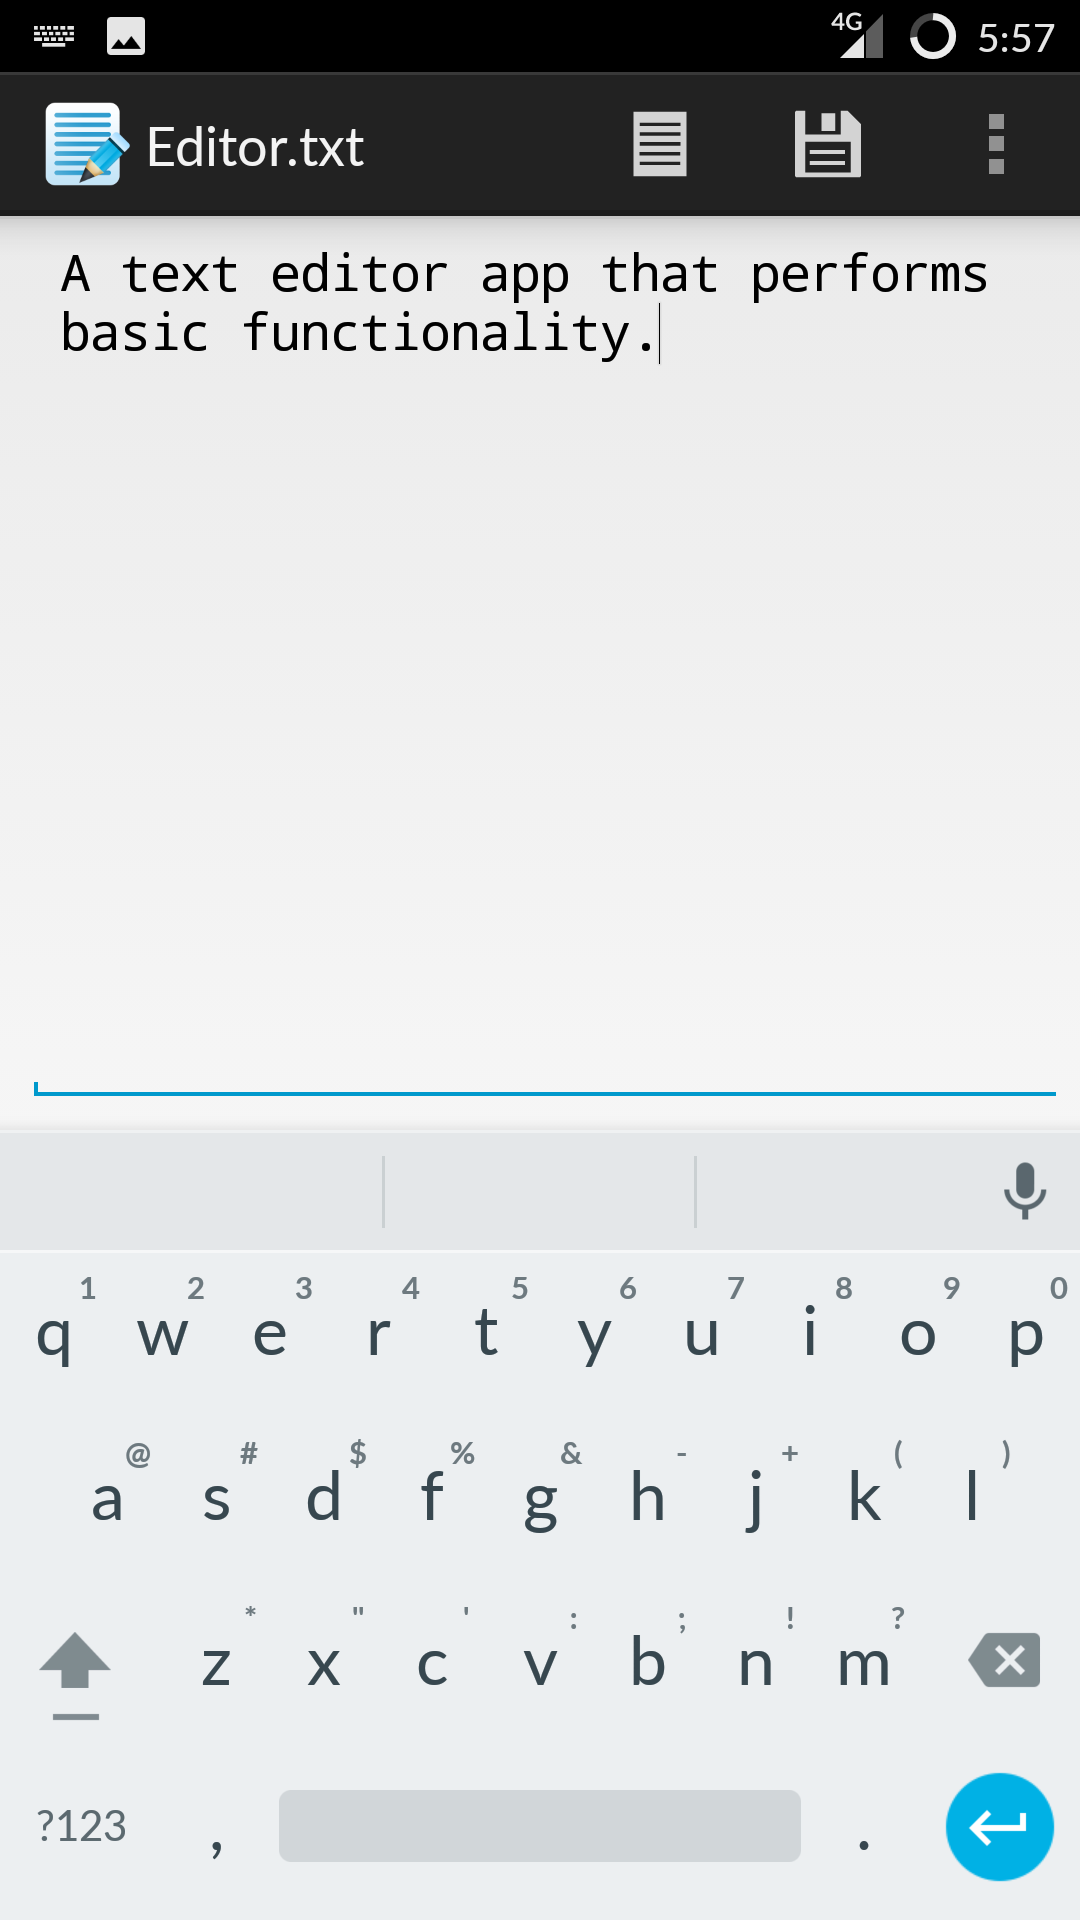 4G 5:57
Editor.txt
A text editor app that performs
basic functionality.
1 2 3 4 5 6 7 8 9 0
q w e r t y u i o p
@ # $ % & - + ( )
a s d f g h j k l
* " ' : ; ! ?
z x c v b n m
?123 , .